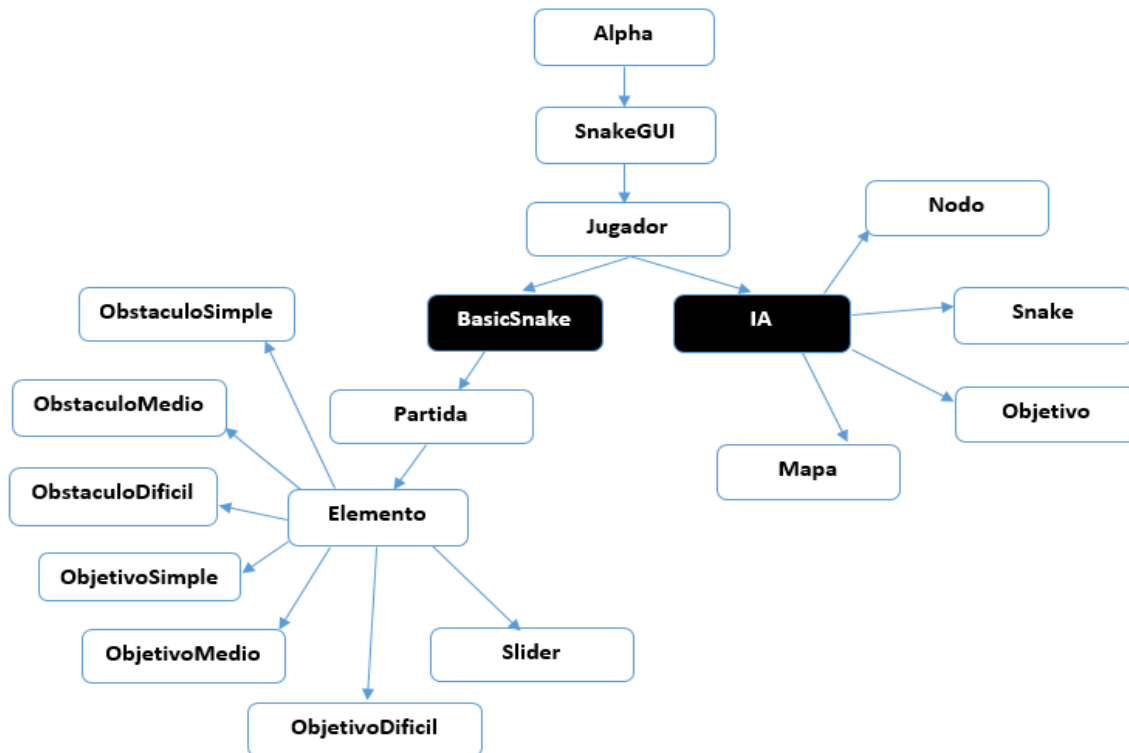 Alpha
SnakeGUI
Nodo
Jugador
ObstaculoSimple
BasicSnake
IA
Snake
ObstaculoMedio
Partida
Objetivo
Mapa
ObstaculoDificil
Elemento
ObjetivoSimple
ObjetivoMedio
Slider
ObjetivoDificil